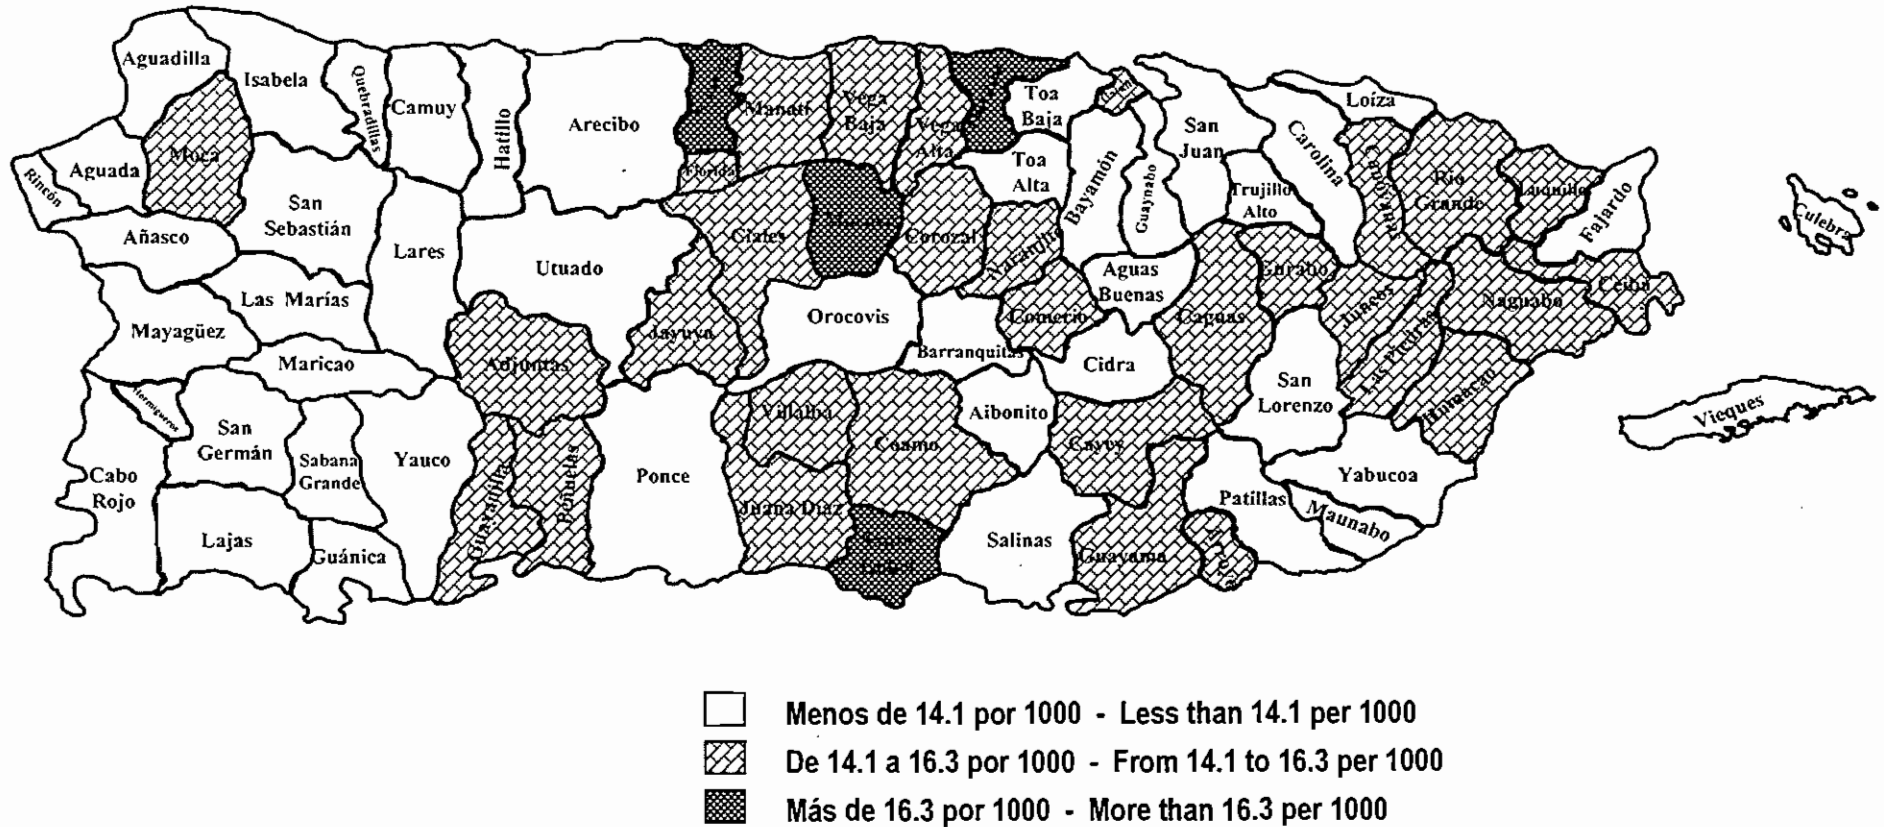 Aguadilla
Isabela
Quebradillas
Camuy
Hatillo
Arecibo
Manatí
Vega
Baja
Vega
Alta
Toa
Baja
San
Juan
Loíza
Carolina
Canóvanas
Río
Grande
Luquillo
Fajardo
Culebra
Rincón
Aguada
Moca
San
Sebastián
Lares
Utuado
Florida
Ciales
Morovis
Corozal
Toa
Alta
Naranjito
Bayamón
Guaynabo
Trujillo
Alto
Añasco
Las Marías
Mayagüez
Maricao
Adjuntas
Jayuya
Orocovis
Barranquitas
Comerío
Aguas
Buenas
Cidra
Caguas
Gurabo
Juncos
Las Piedras
Naguabo
Ceiba
Humacao
San
Lorenzo
Vieques
Hormigueros
Cabo
Rojo
San
Germán
Sabana
Grande
Yauco
Guayanilla
Peñuelas
Ponce
Villalba
Juana Díaz
Coamo
Aibonito
Cayey
Santa
Isabel
Salinas
Guayama
Arroyo
Patillas
Yabucoa
Maunabo
Lajas
Guánica
Menos de 14.1 por 1000 - Less than 14.1 per 1000
De 14.1 a 16.3 por 1000 - From 14.1 to 16.3 per 1000
Más de 16.3 por 1000 - More than 16.3 per 1000